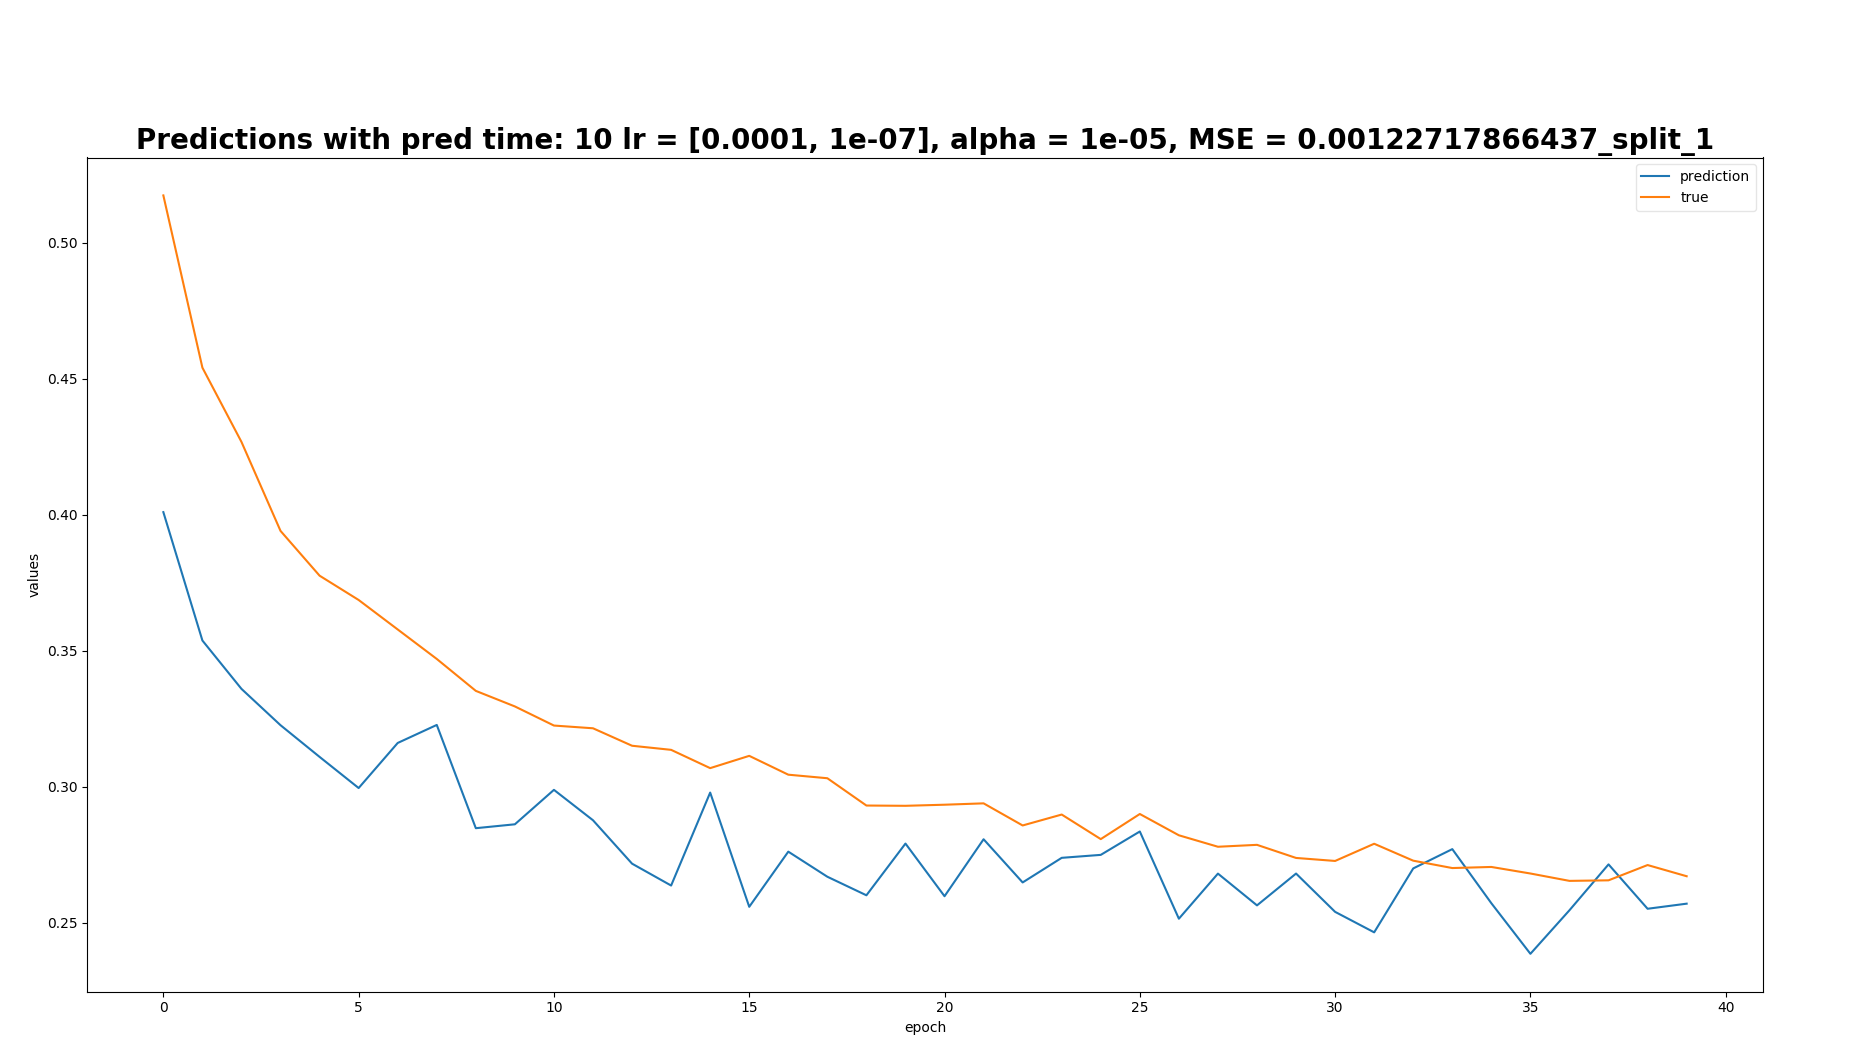 Predictions with pred time: 10 lr = [0.0001, 1e-07], alpha = 1e-05, MSE = 0.00122717866437_split_1
prediction
true
0.50
0.45
0.40
0.35
0.30
0.25
values
0 5 10 15 20 25 30 35 40
epoch